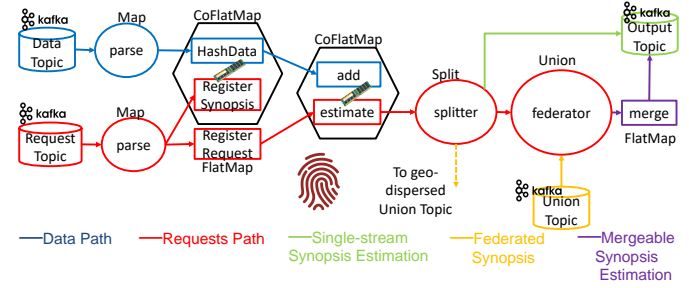 kafka
Map
CoFlatMap
kafka
Data
Topic
parse
HashData
CoFlatMap
Output
Topic
Register
Synopsis
add
Split
Union
kafka
Map
estimate
splitter
federator
merge
Request
Topic
parse
Register
Request
FlatMap
FlatMap
To geo-
dispersed
Union Topic
kafka
Union
Topic
Data Path
Requests Path
Single-stream
Synopsis Estimation
Federated
Synopsis
Mergeable
Synopsis
Estimation